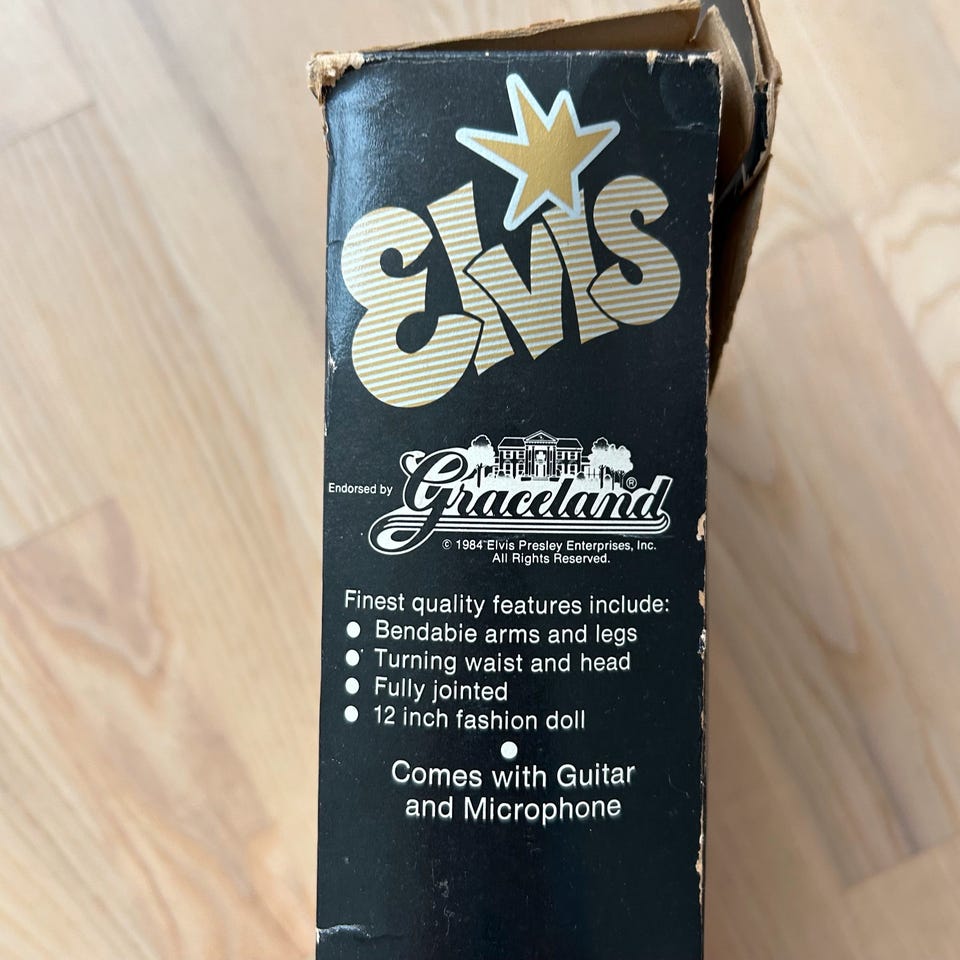 Elvis
Endorsed by Graceland®
© 1984 Elvis Presley Enterprises, Inc.
All Rights Reserved.
Finest quality features include:
● Bendabie arms and legs
● Turning waist and head
● Fully jointed
● 12 inch fashion doll
●
Comes with Guitar
and Microphone